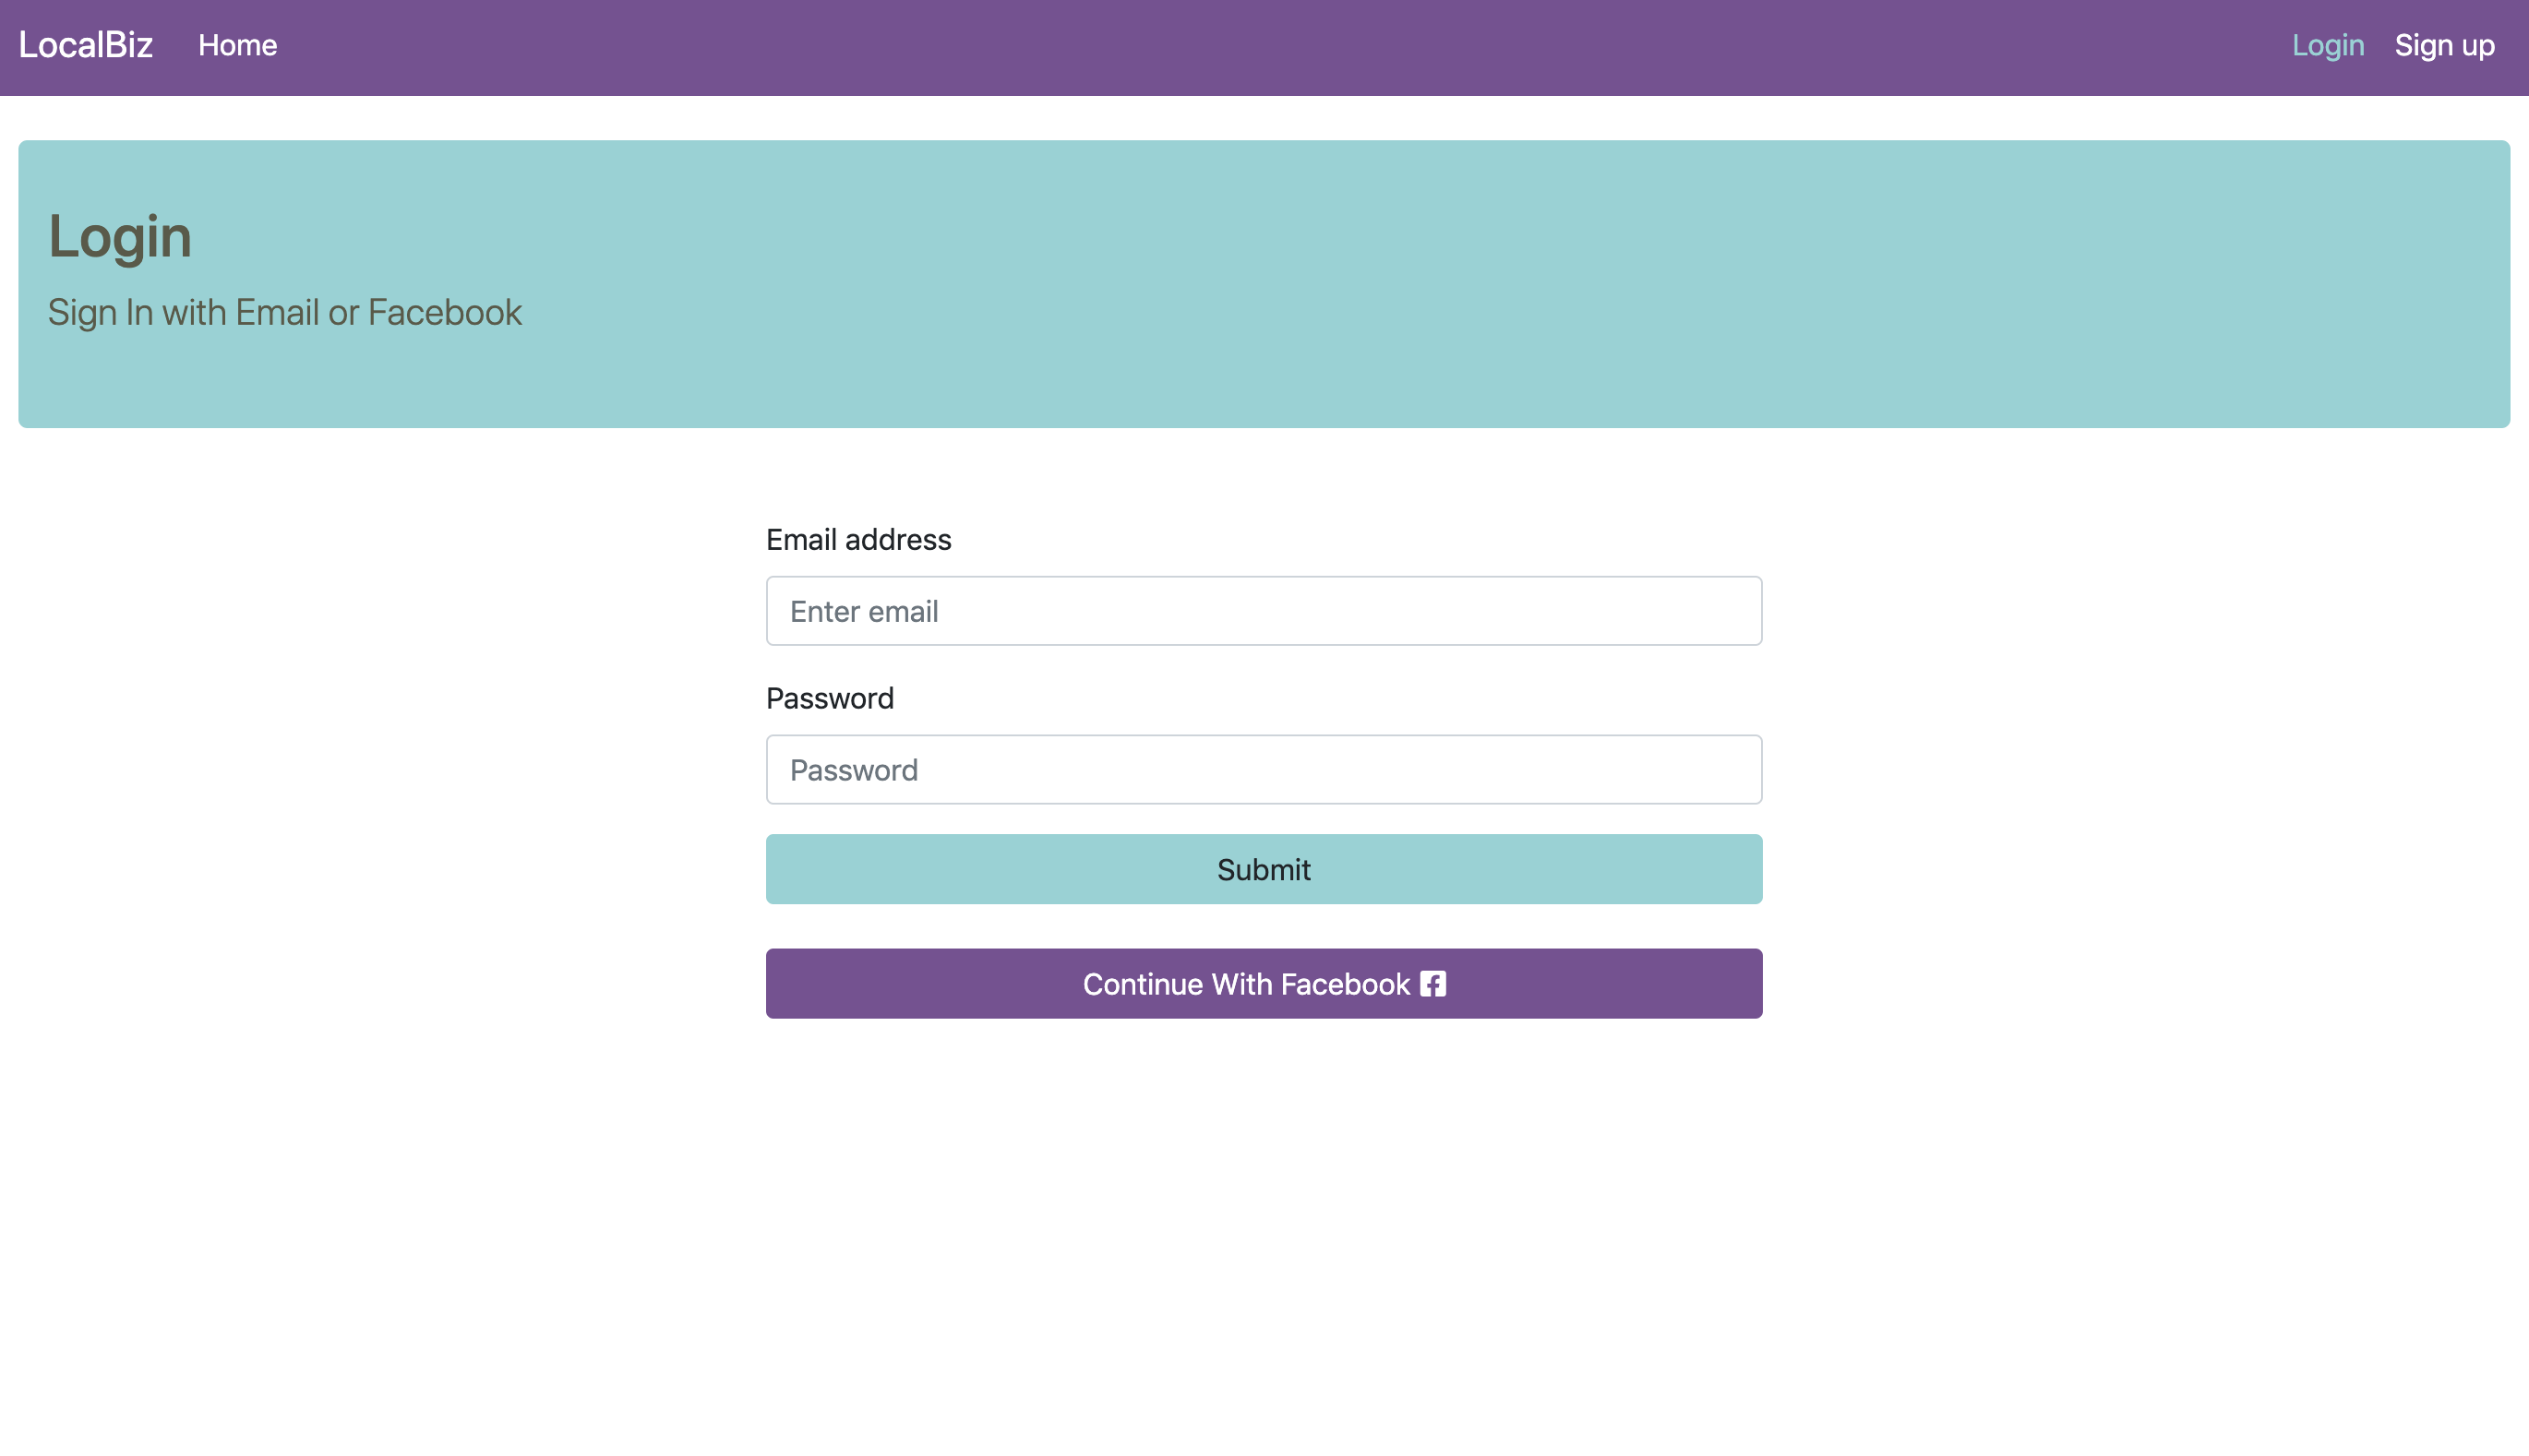 LocalBiz Home Login Sign up
Login
Sign In with Email or Facebook
Email address
Enter email
Password
Password
Submit
Continue With Facebook